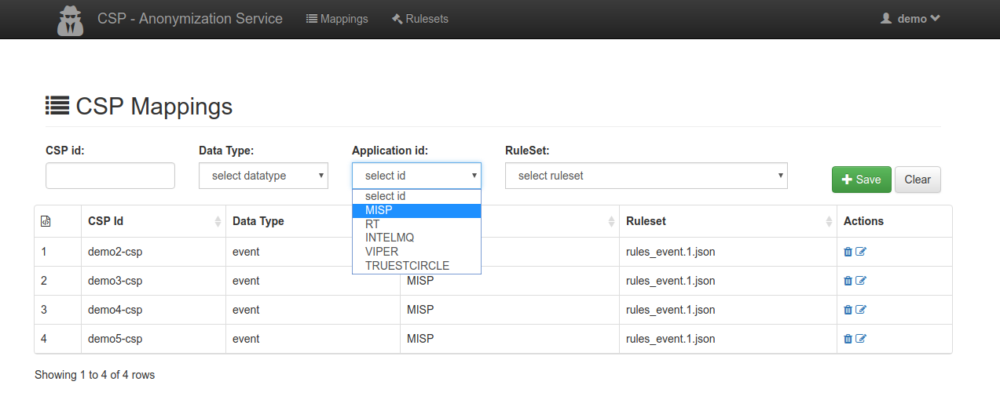 CSP - Anonymization Service Mappings Rulesets demo
CSP Mappings
CSP id: Data Type: Application id: RuleSet:
select datatype select id select ruleset Save Clear
select id
MISP
RT
INTELMQ
VIPER
TRUESTCIRCLE
CSP Id Data Type Ruleset Actions
1 demo2-csp event rules_event.1.json
2 demo3-csp event MISP rules_event.1.json
3 demo4-csp event MISP rules_event.1.json
4 demo5-csp event MISP rules_event.1.json
Showing 1 to 4 of 4 rows